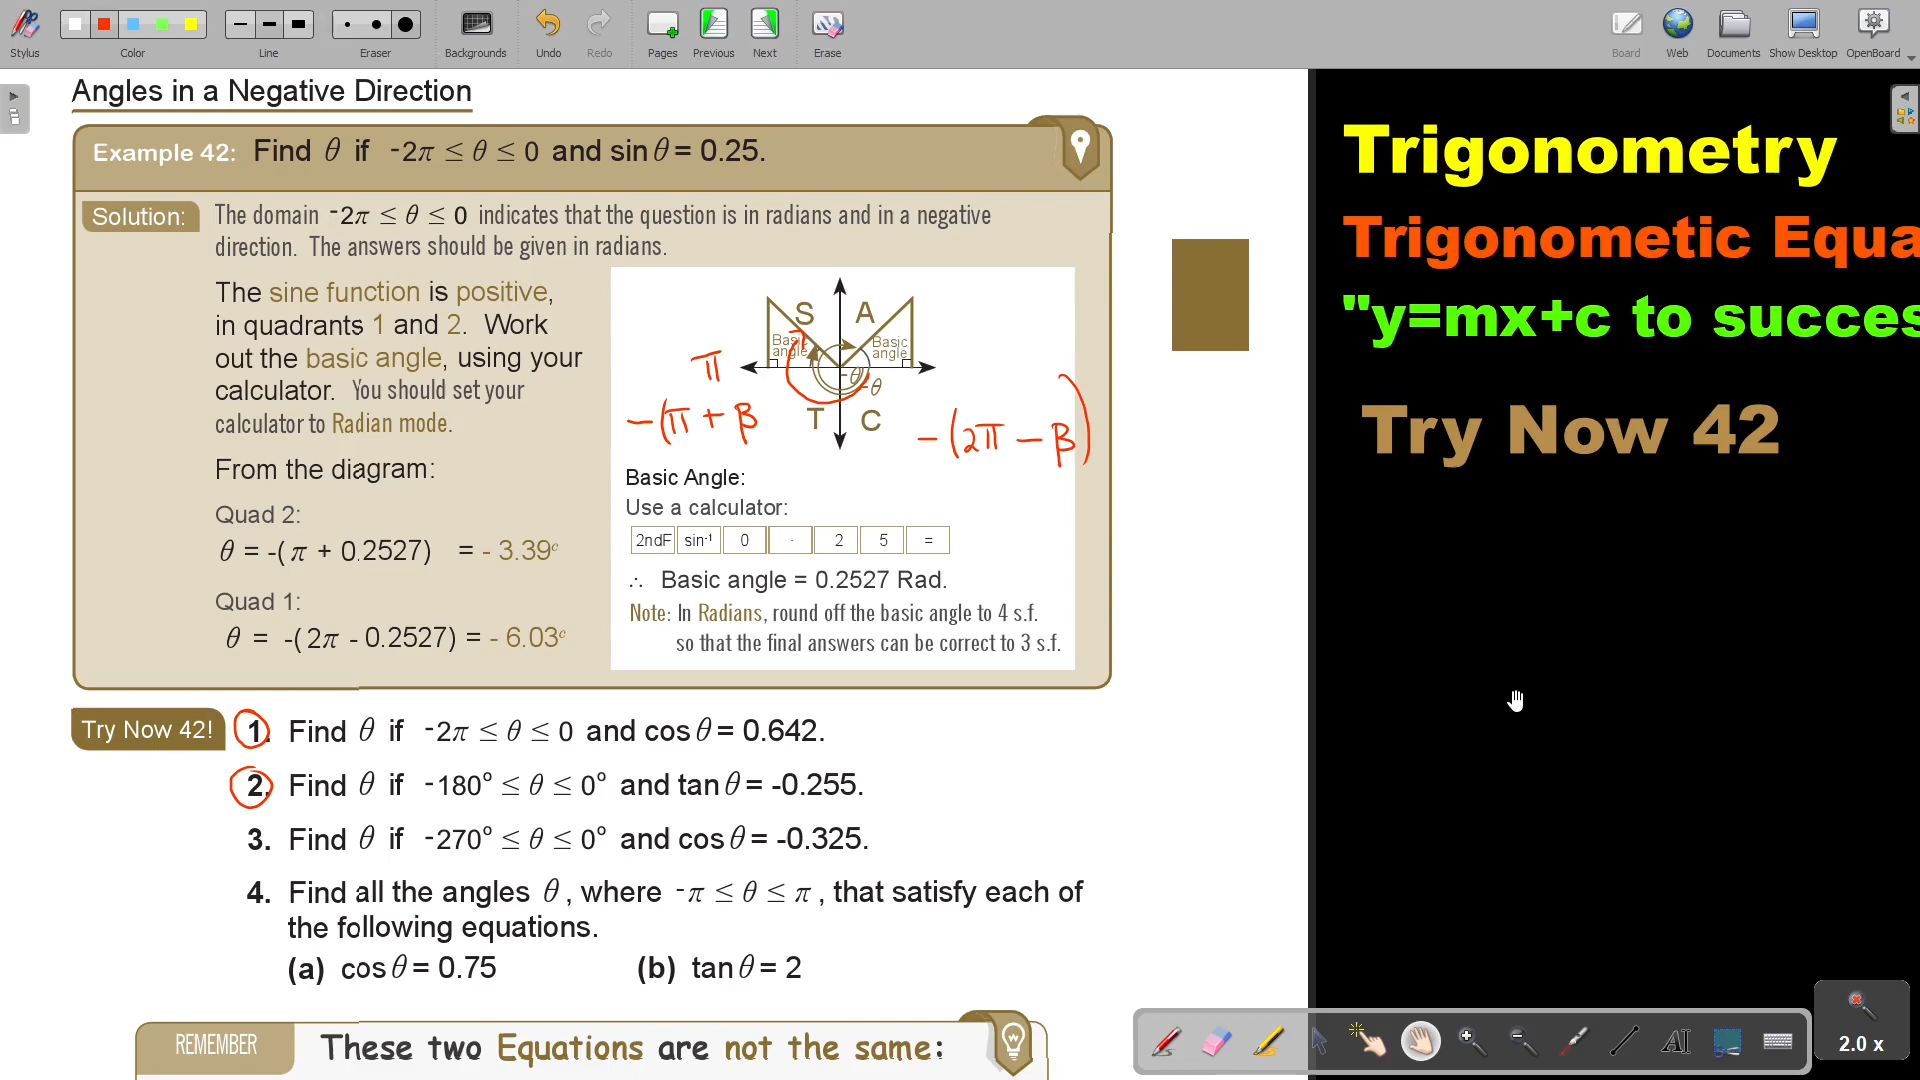 Stylus Color Line Eraser Backgrounds Undo Redo Pages Previous Next Erase Board Web Documents Show Desktop OpenBoard
Angles in a Negative Direction
Example 42: Find θ if -2π ≤ θ ≤ 0 and sin θ = 0.25.
Solution: The domain -2π ≤ θ ≤ 0 indicates that the question is in radians and in a negative
direction. The answers should be given in radians.
The sine function is positive,
in quadrants 1 and 2. Work
out the basic angle, using your
calculator. You should set your
calculator to Radian mode.
From the diagram:
Quad 2:
θ = -( π + 0.2527) = - 3.39ᶜ
Quad 1:
θ = -(2π - 0.2527) = - 6.03ᶜ
S A
Basic angle Basic angle
-θ -θ
T C
π
-(π + β
-(2π - β)
Basic Angle:
Use a calculator:
2ndF sin⁻¹ 0 · 2 5 =
∴ Basic angle = 0.2527 Rad.
Note: In Radians, round off the basic angle to 4 s.f.
so that the final answers can be correct to 3 s.f.
Try Now 42! 1. Find θ if -2π ≤ θ ≤ 0 and cos θ = 0.642.
2. Find θ if -180° ≤ θ ≤ 0° and tan θ = -0.255.
3. Find θ if -270° ≤ θ ≤ 0° and cos θ = -0.325.
4. Find all the angles θ, where -π ≤ θ ≤ π, that satisfy each of
the following equations.
(a) cos θ = 0.75 (b) tan θ = 2
REMEMBER These two Equations are not the same:
Trigonometry
Trigonometic Equa
"y=mx+c to succes
Try Now 42
AI
2.0 x